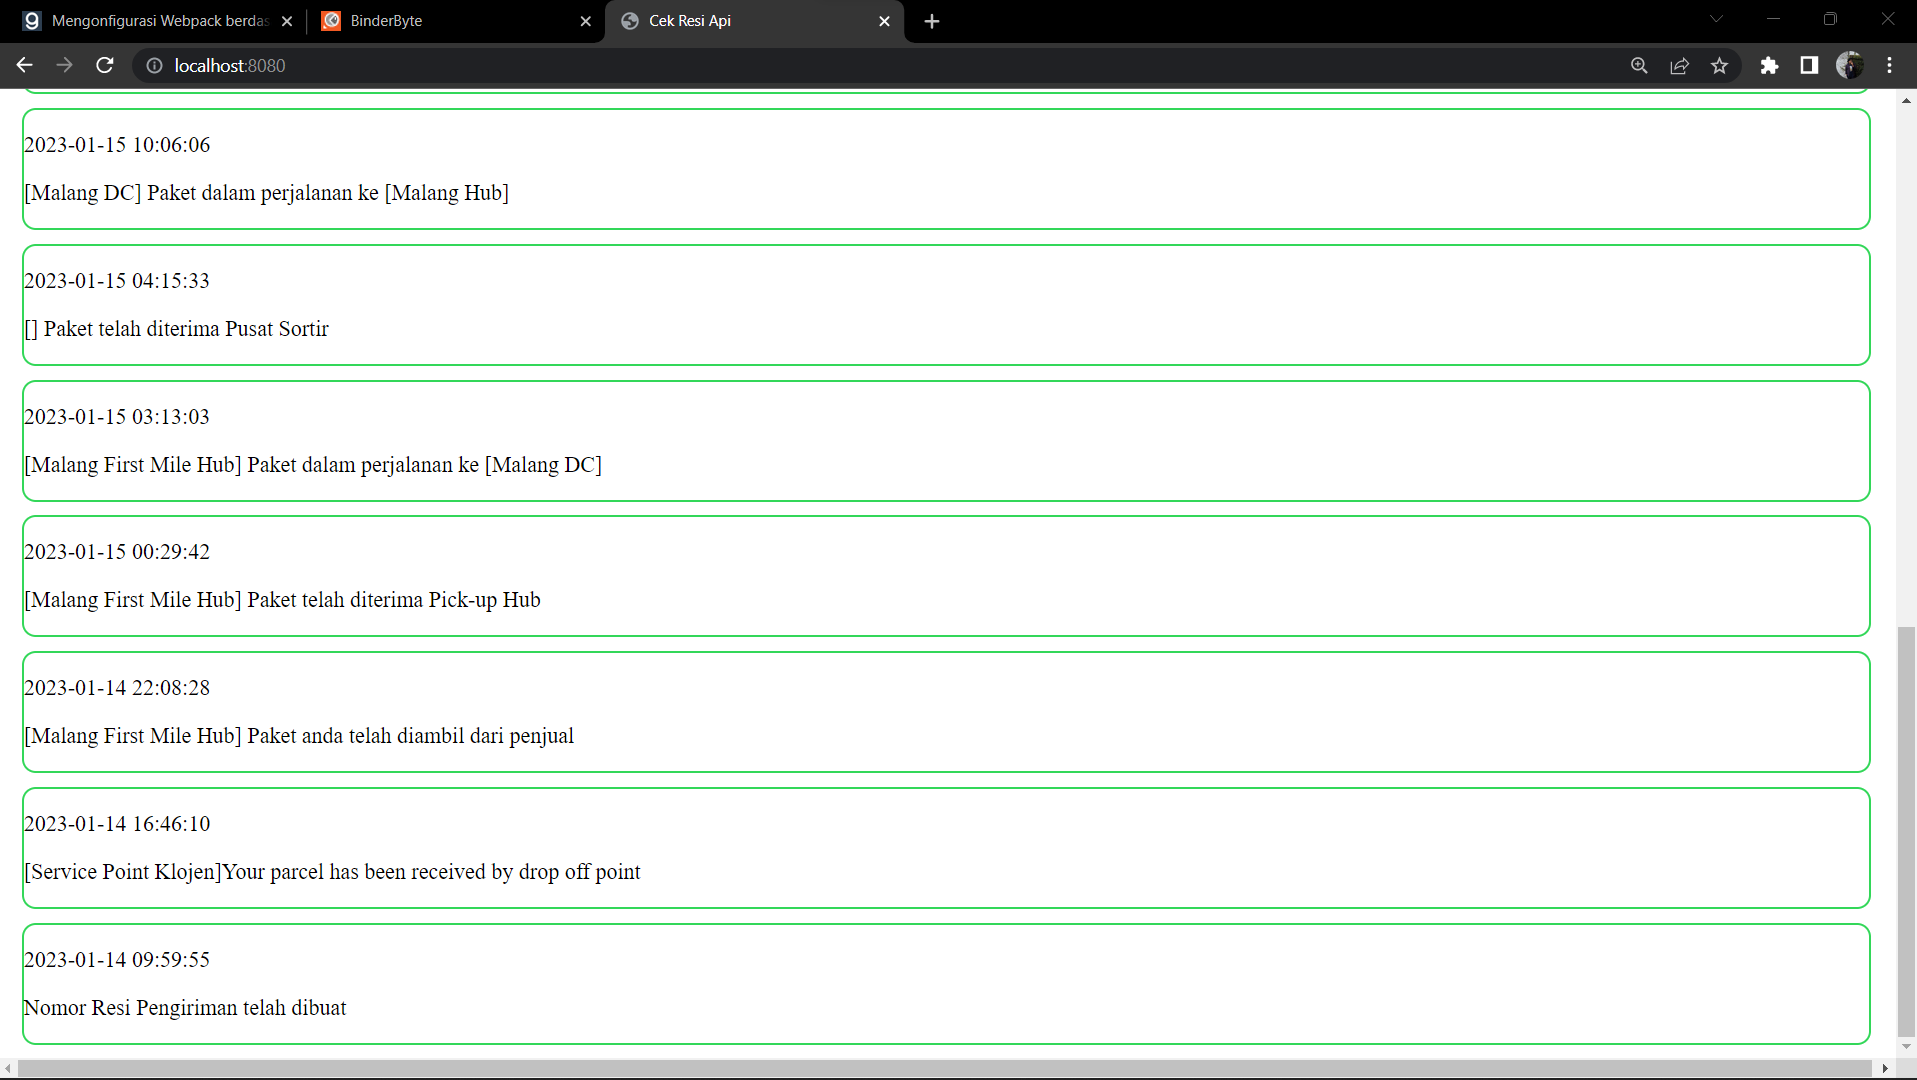 Mengonfigurasi Webpack berdas
BinderByte
Cek Resi Api
localhost:8080
2023-01-15 10:06:06
[Malang DC] Paket dalam perjalanan ke [Malang Hub]
2023-01-15 04:15:33
[] Paket telah diterima Pusat Sortir
2023-01-15 03:13:03
[Malang First Mile Hub] Paket dalam perjalanan ke [Malang DC]
2023-01-15 00:29:42
[Malang First Mile Hub] Paket telah diterima Pick-up Hub
2023-01-14 22:08:28
[Malang First Mile Hub] Paket anda telah diambil dari penjual
2023-01-14 16:46:10
[Service Point Klojen]Your parcel has been received by drop off point
2023-01-14 09:59:55
Nomor Resi Pengiriman telah dibuat